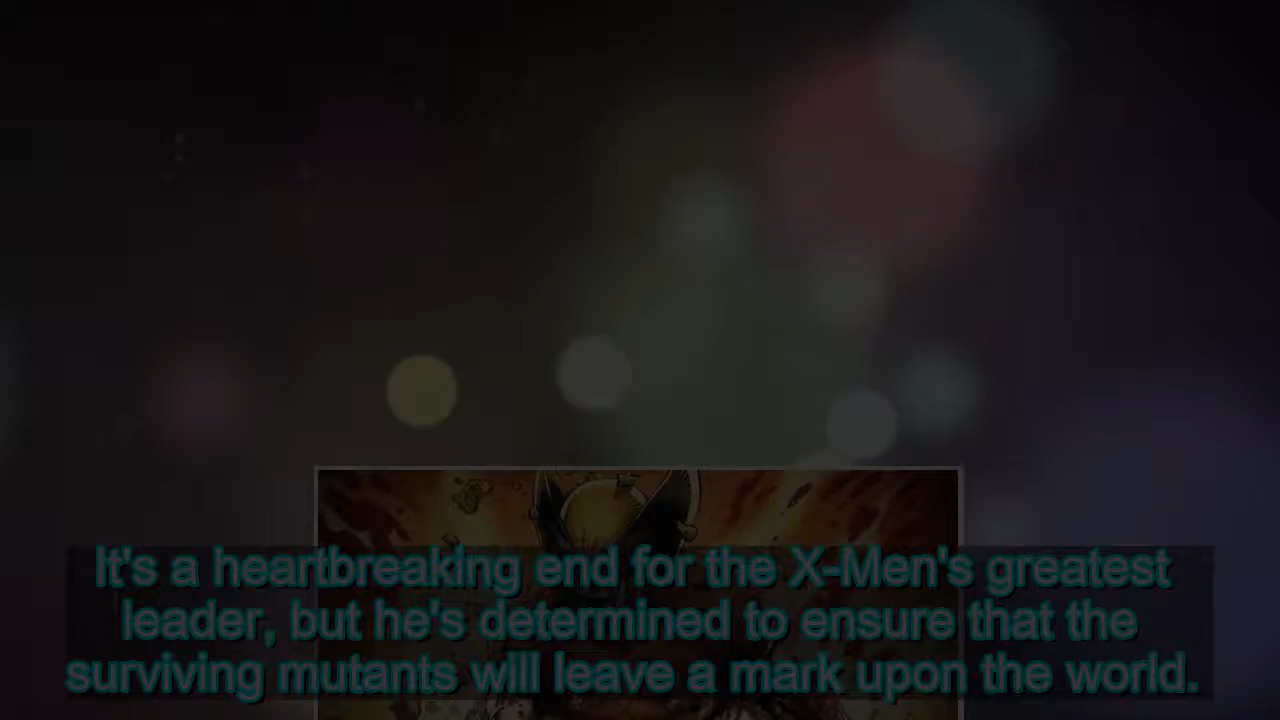 It's a heartbreaking end for the X-Men's greatest
leader, but he's determined to ensure that the
surviving mutants will leave a mark upon the world.